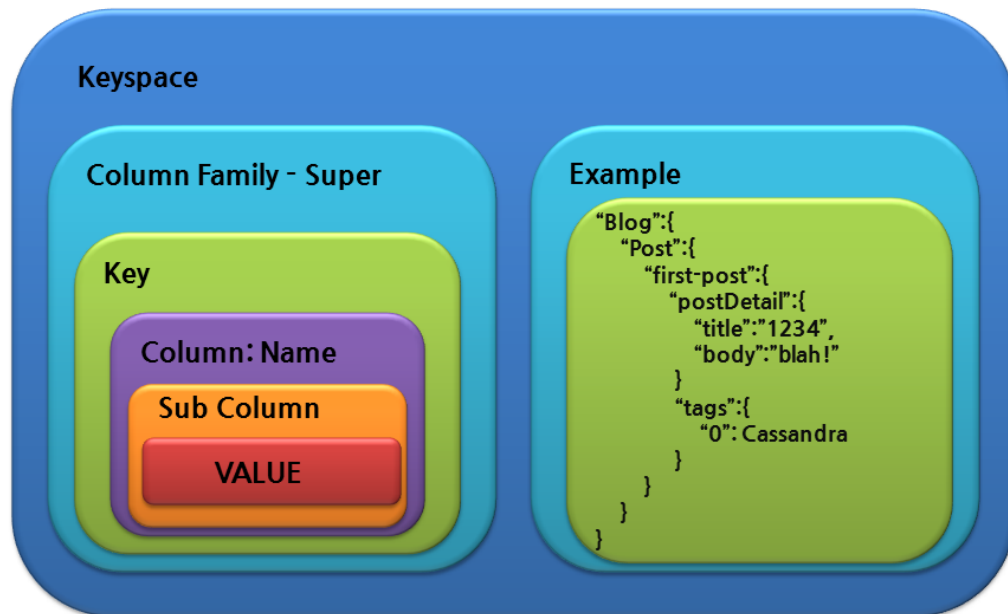 Keyspace
Column Family - Super
Key
Column: Name
Sub Column
VALUE
Example
“Blog”:{
“Post”:{
“first-post”:{
“postDetail”:{
“title”:”1234”,
“body”:”blah!”
}
“tags”:{
“0”: Cassandra
}
}
}
}